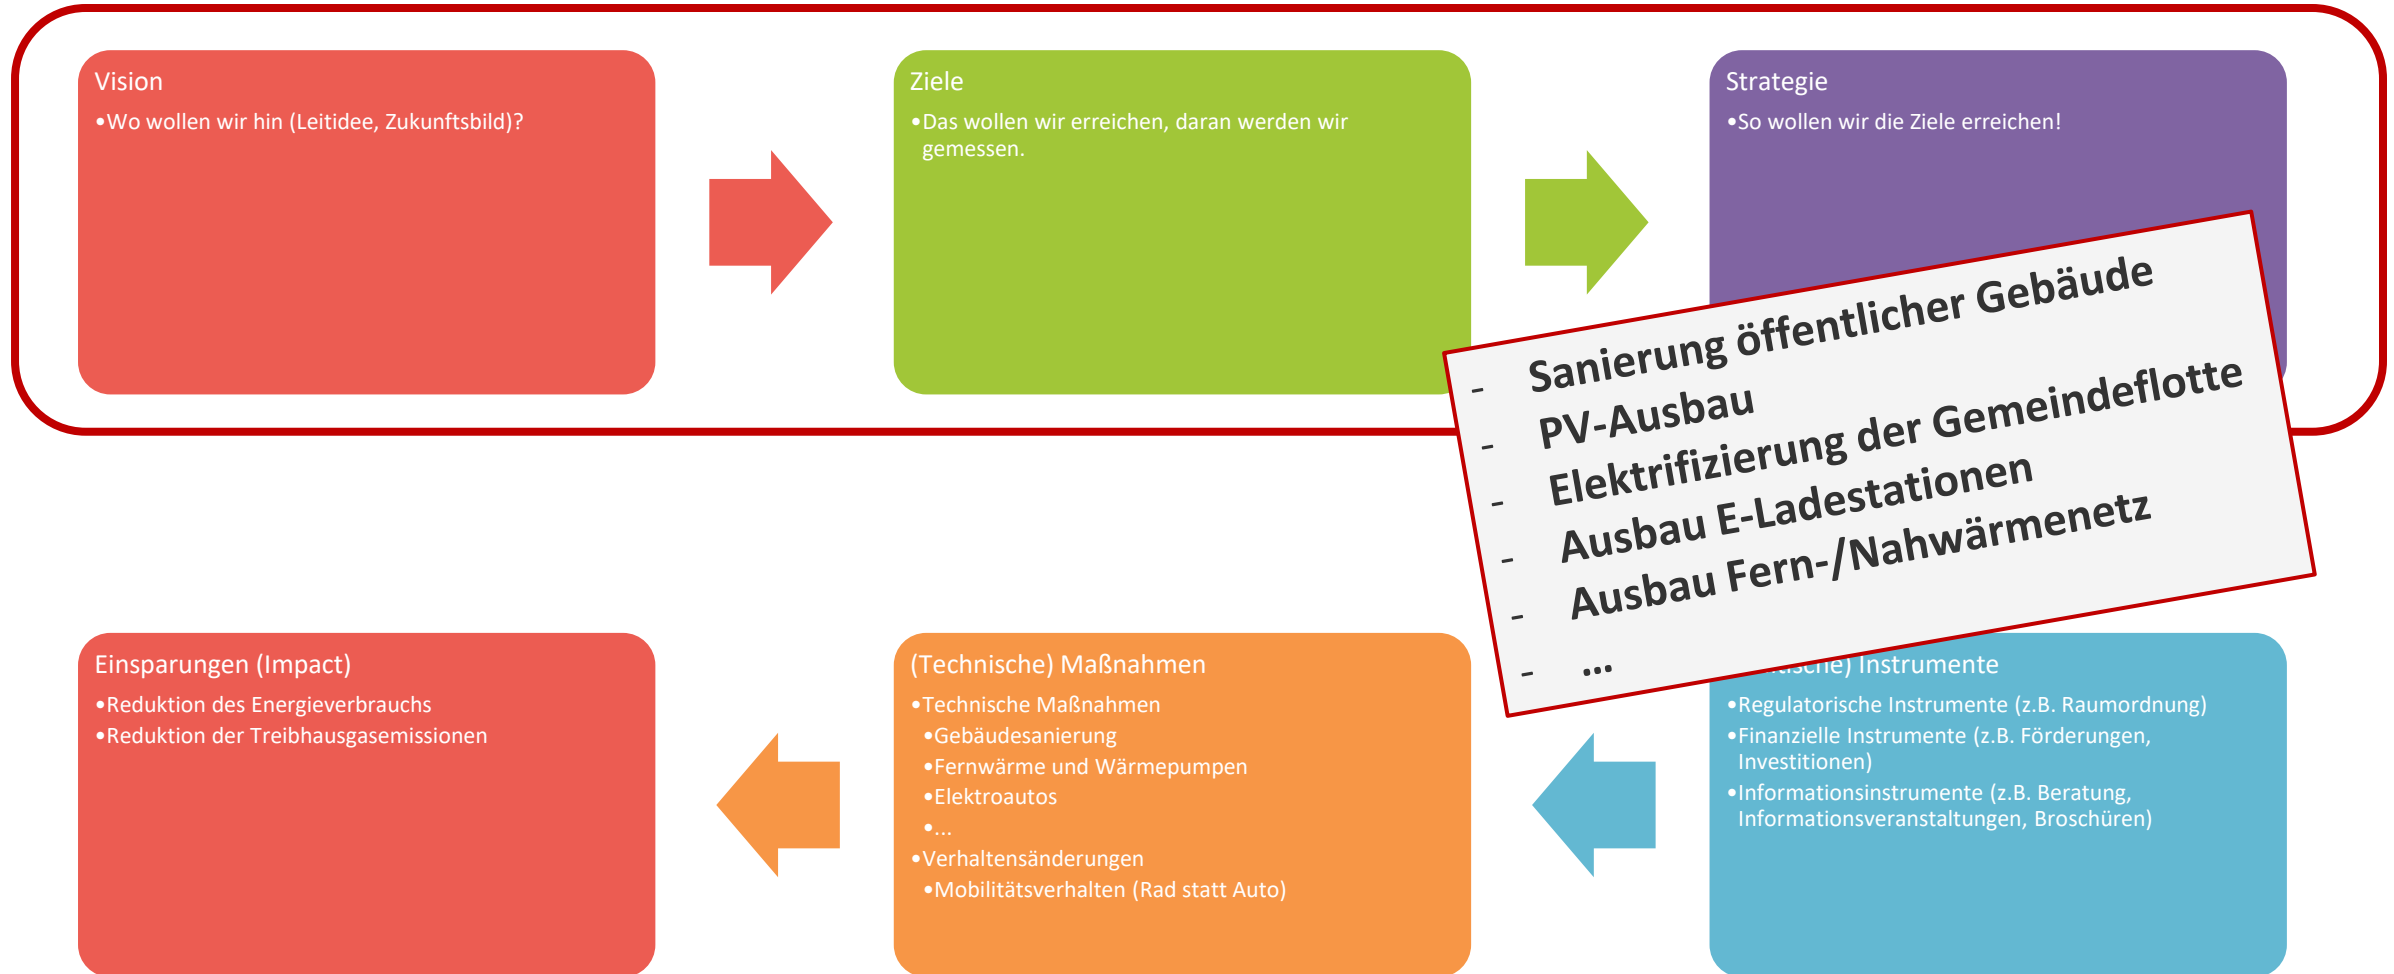 Vision
•Wo wollen wir hin (Leitidee, Zukunftsbild)?
Ziele
•Das wollen wir erreichen, daran werden wir
gemessen.
Strategie
•So wollen wir die Ziele erreichen!
- Sanierung öffentlicher Gebäude
- PV-Ausbau
- Elektrifizierung der Gemeindeflotte
- Ausbau E-Ladestationen
- Ausbau Fern-/Nahwärmenetz
- ...
Einsparungen (Impact)
•Reduktion des Energieverbrauchs
•Reduktion der Treibhausgasemissionen
(Technische) Maßnahmen
•Technische Maßnahmen
•Gebäudesanierung
•Fernwärme und Wärmepumpen
•Elektroautos
•...
•Verhaltensänderungen
•Mobilitätsverhalten (Rad statt Auto)
Instrumente
•Regulatorische Instrumente (z.B. Raumordnung)
•Finanzielle Instrumente (z.B. Förderungen,
Investitionen)
•Informationsinstrumente (z.B. Beratung,
Informationsveranstaltungen, Broschüren)